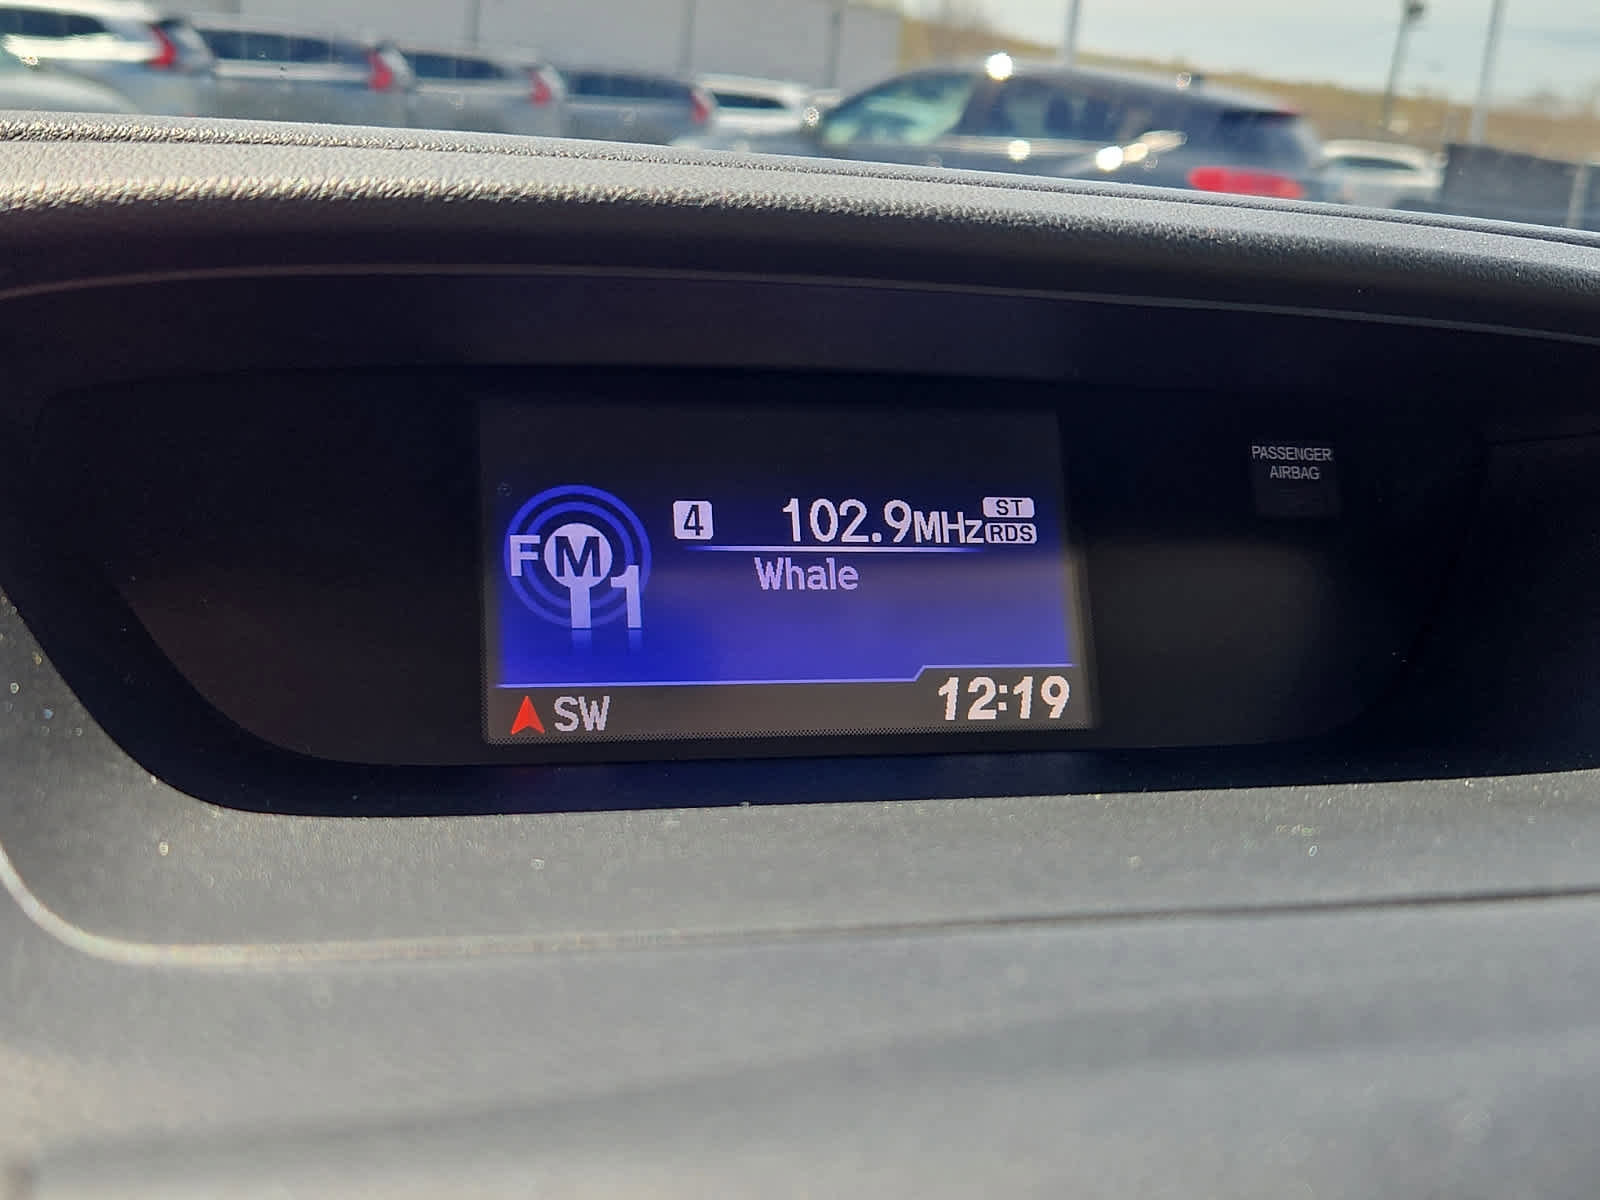 FM1
4 102.9MHz ST RDS
Whale
SW 12:19
PASSENGER
AIRBAG